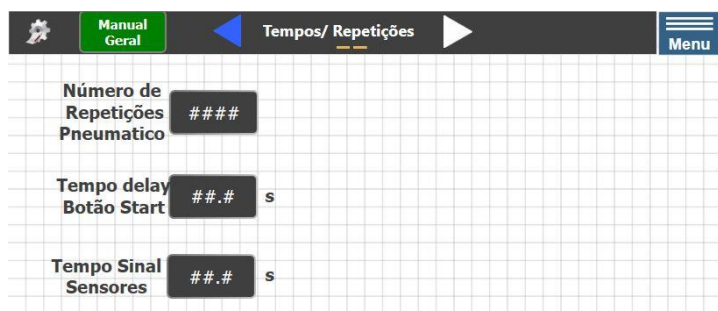 Manual
Geral
Tempos/ Repetições
Menu
Número de
Repetições
Pneumatico
####
Tempo delay
Botão Start
##.#
s
Tempo Sinal
Sensores
##.#
s